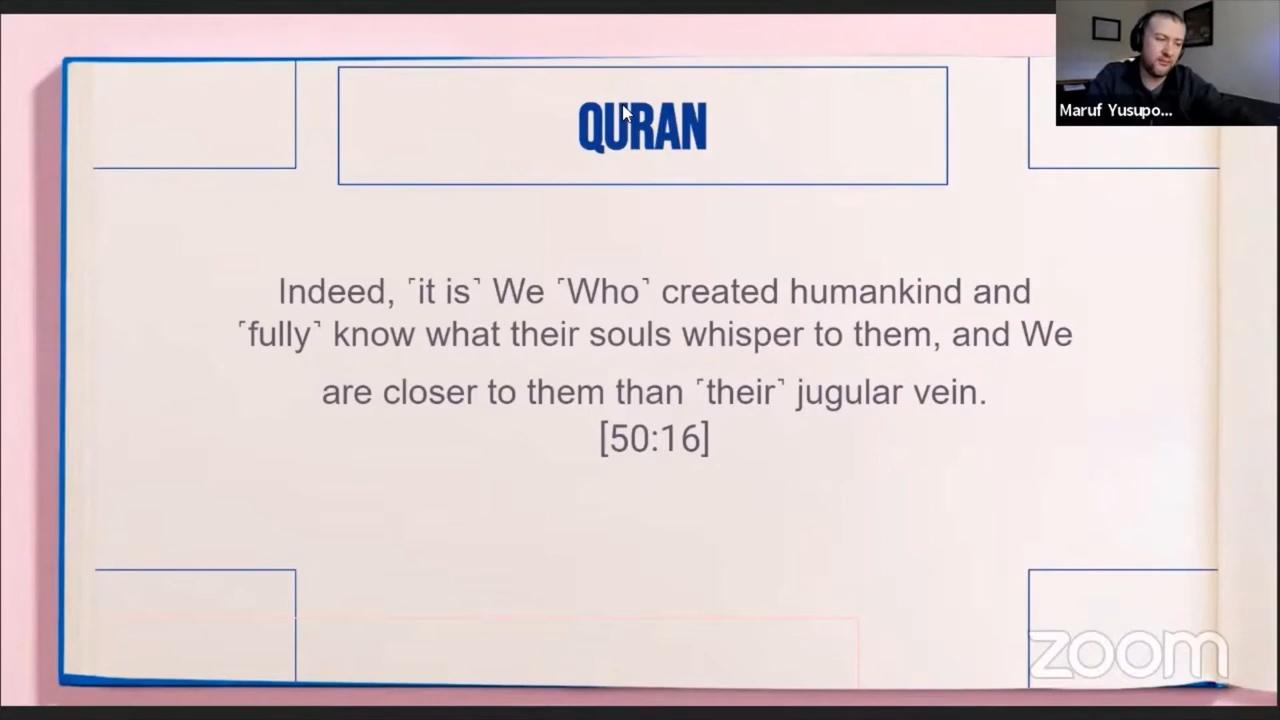 QURAN
Maruf Yusupo...
Indeed, ˹it is˺ We ˹Who˺ created humankind and
˹fully˺ know what their souls whisper to them, and We
are closer to them than ˹their˺ jugular vein.
[50:16]
zoom